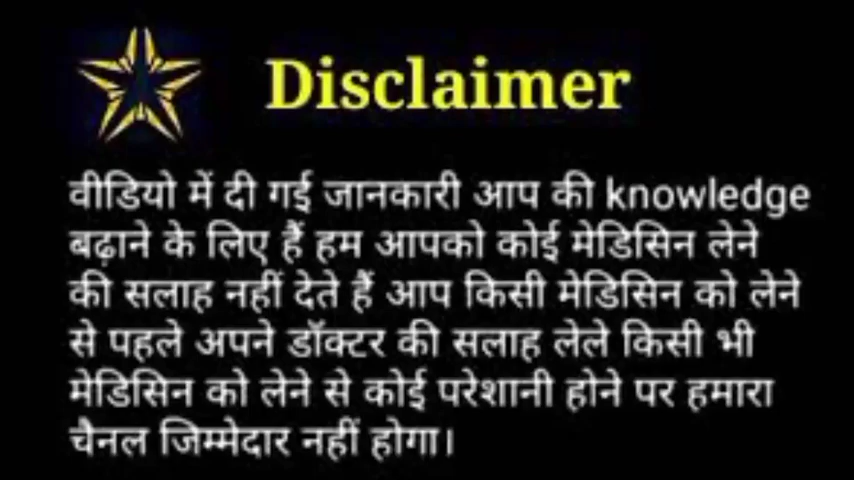 Disclaimer
वीडियो में दी गई जानकारी आप की knowledge
बढ़ाने के लिए हैं हम आपको कोई मेडिसिन लेने
की सलाह नहीं देते हैं आप किसी मेडिसिन को लेने
से पहले अपने डॉक्टर की सलाह लेले किसी भी
मेडिसिन को लेने से कोई परेशानी होने पर हमारा
चैनल जिम्मेदार नहीं होगा।